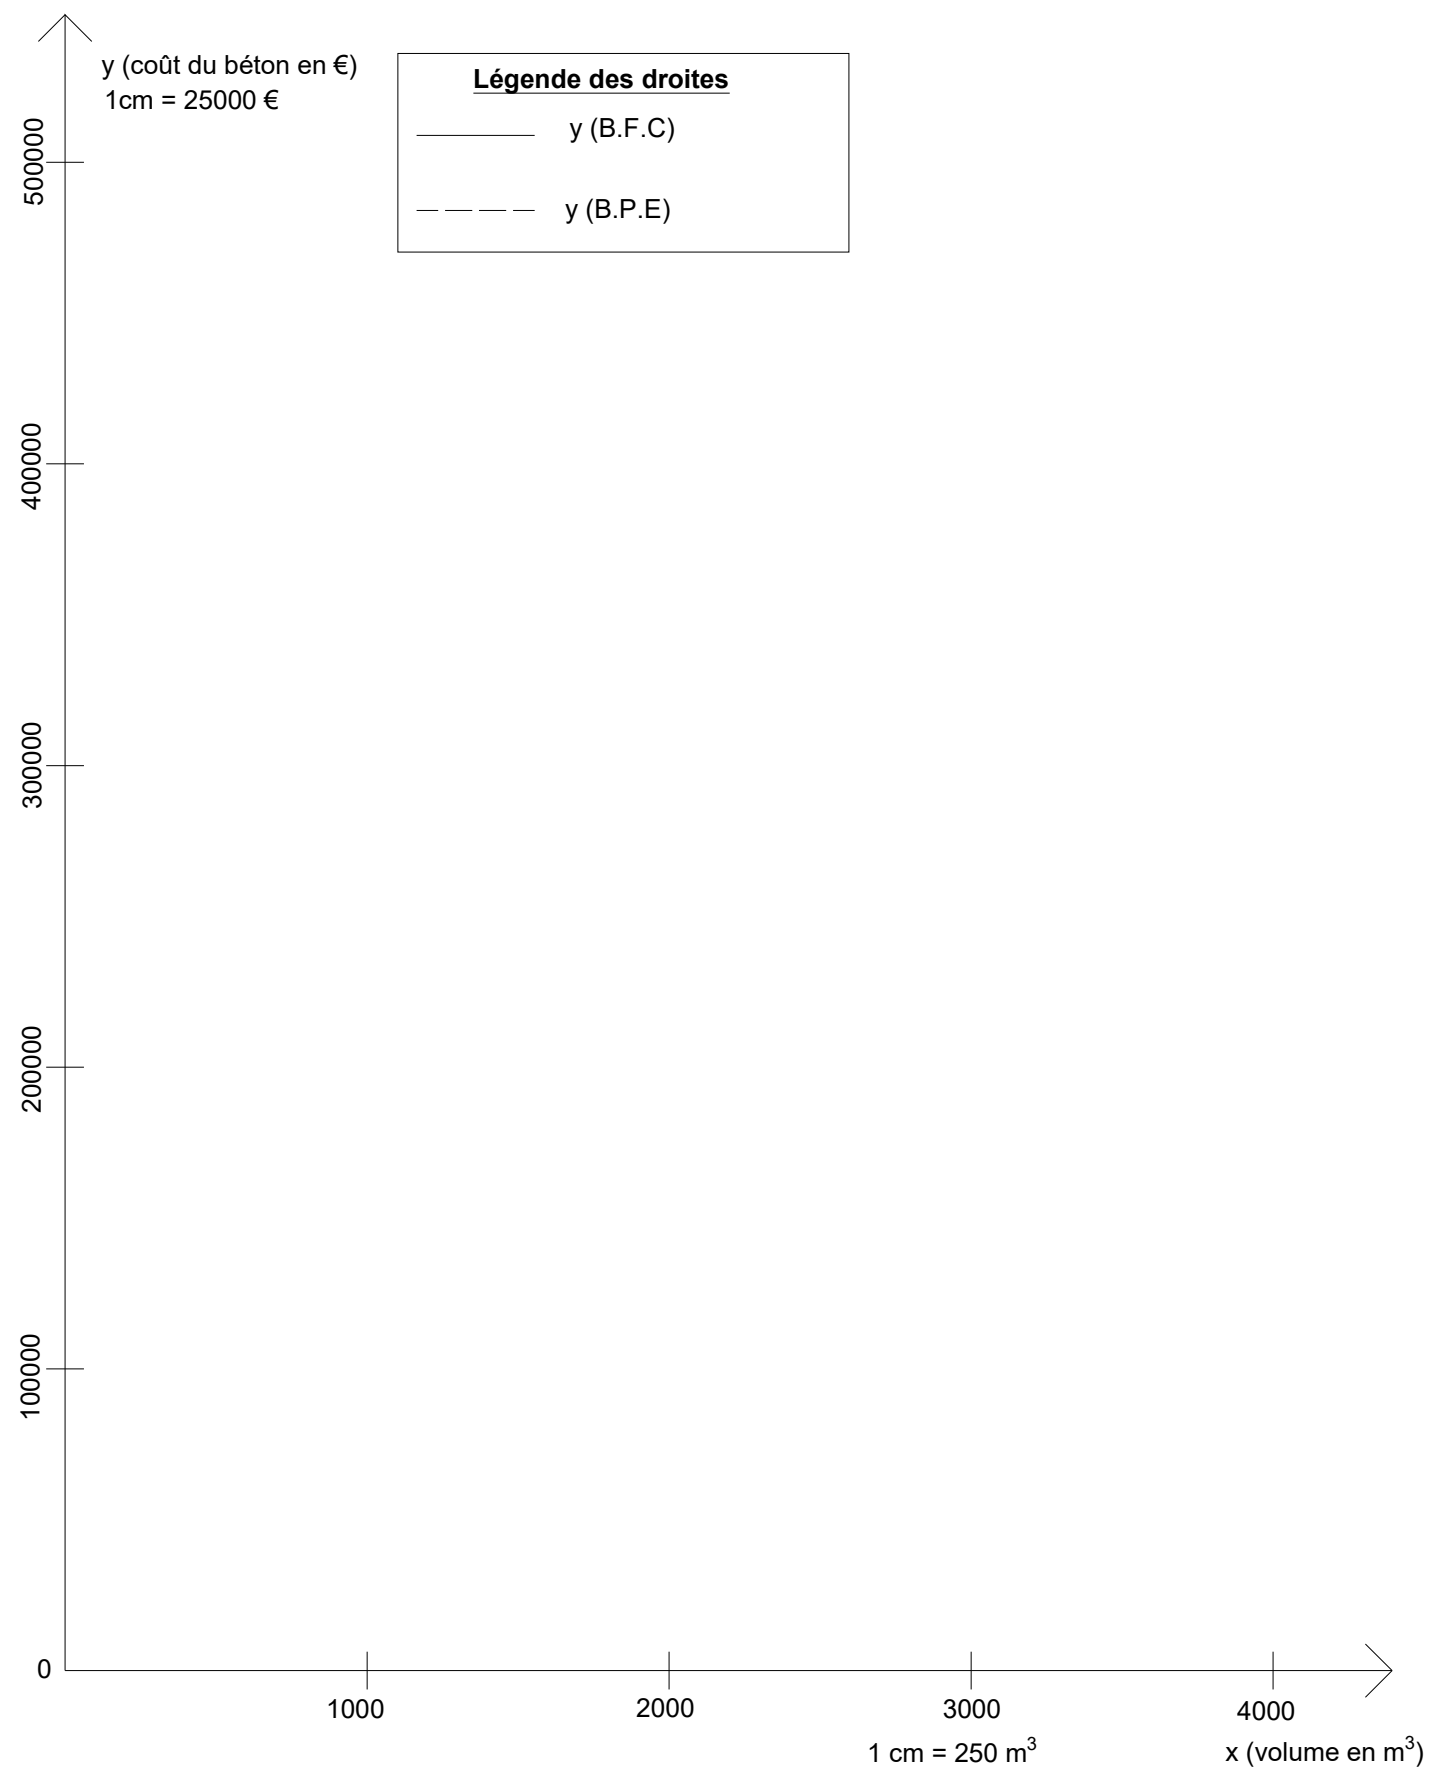 y (coût du béton en €)
1cm = 25000 €
Légende des droites
y (B.F.C)
y (B.P.E)
500000
400000
300000
200000
100000
0
1000
2000
3000
4000
1 cm = 250 m³
x (volume en m³)